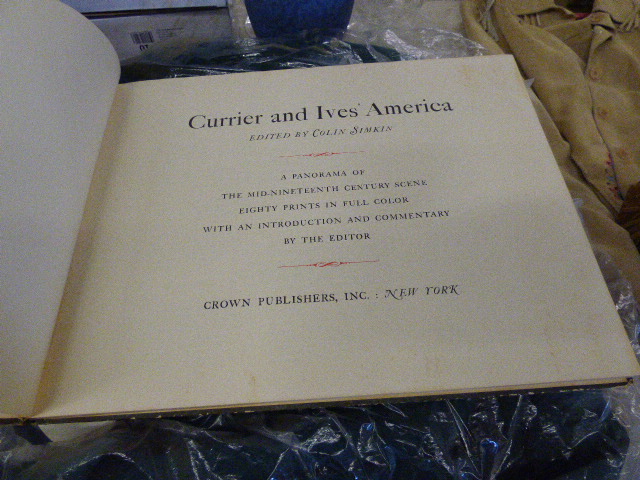 Currier and Ives' America
EDITED BY COLIN SIMKIN
A PANORAMA OF
THE MID-NINETEENTH CENTURY SCENE
EIGHTY PRINTS IN FULL COLOR
WITH AN INTRODUCTION AND COMMENTARY
BY THE EDITOR
CROWN PUBLISHERS, INC. : NEW YORK